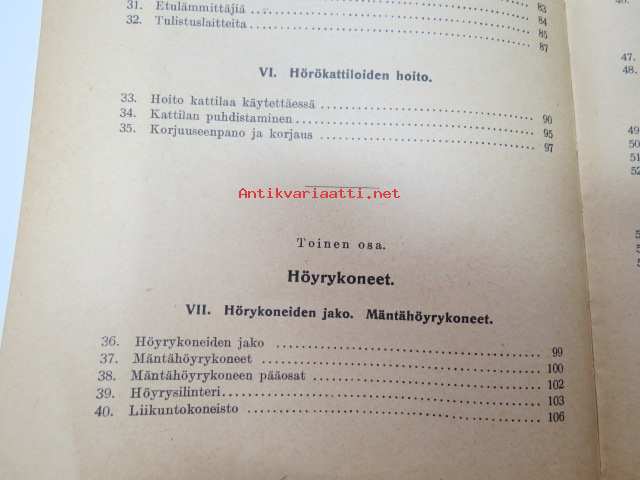 83
31. Etulämmittäjiä 84
32. Tulistuslaitteita 85
87
VI. Hörökattiloiden hoito.
33. Hoito kattilaa käytettäessä 90
34. Kattilan puhdistaminen 95
35. Korjuuseenpano ja korjaus 97
Antikvariaatti.net
Toinen osa.
Höyrykoneet.
VII. Hörykoneiden jako. Mäntähöyrykoneet.
36. Höyrykoneiden jako 99
37. Mäntähöyrykoneet 100
38. Mäntähöyrykoneen pääosat 102
39. Höyrysilinteri 103
40. Liikuntokoneisto 106
47.
48.
49
50
51
52